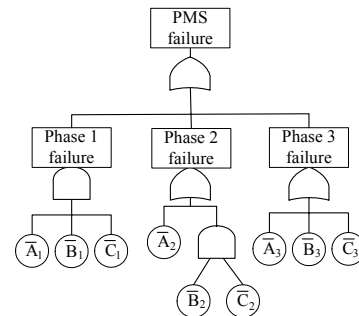 PMS
failure
Phase 1
failure
Phase 2
failure
Phase 3
failure
A̅₁ B̅₁ C̅₁
A̅₂
B̅₂ C̅₂
A̅₃ B̅₃ C̅₃